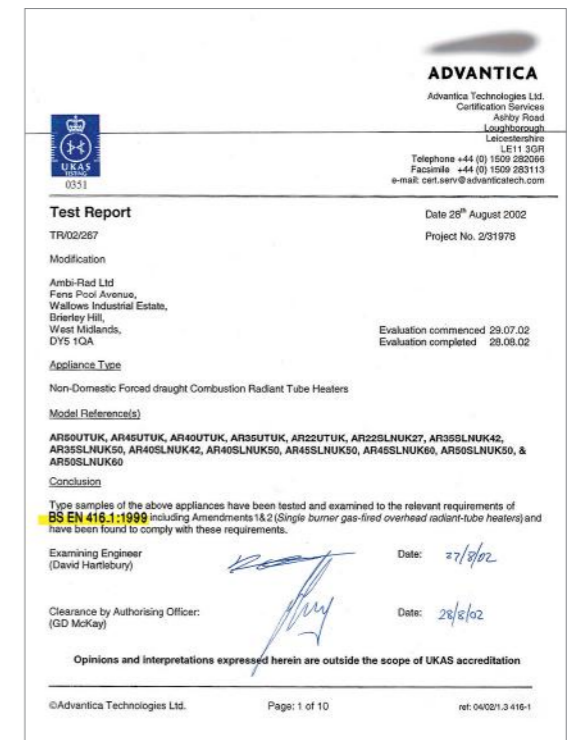 ADVANTICA
Advantica Technologies Ltd.
Certification Services
Ashby Road
Loughborough
Leicestershire
LE11 3GR
Telephone +44 (0) 1509 282066
Facsimile +44 (0) 1509 283113
e-mail: cert.serv@advanticatech.com
UKAS
TESTING
0351
Test Report
Date 28th August 2002
TR/02/267
Project No. 2/31978
Modification
Ambi-Rad Ltd
Fens Pool Avenue,
Wallows Industrial Estate,
Brierley Hill,
West Midlands,
DY5 1QA
Evaluation commenced 29.07.02
Evaluation completed 28.08.02
Appliance Type
Non-Domestic Forced draught Combustion Radiant Tube Heaters
Model Reference(s)
AR50UTUK, AR45UTUK, AR40UTUK, AR35UTUK, AR22UTUK, AR22SLNUK27, AR35SLNUK42,
AR35SLNUK50, AR40SLNUK42, AR40SLNUK50, AR45SLNUK50, AR45SLNUK60, AR50SLNUK50, &
AR50SLNUK60
Conclusion
Type samples of the above appliances have been tested and examined to the relevant requirements of
BS EN 416.1:1999 including Amendments 1&2 (Single burner gas-fired overhead radiant-tube heaters) and
have been found to comply with these requirements.
Examining Engineer
(David Hartlebury)
Date: 27/8/02
Clearance by Authorising Officer:
(GD McKay)
Date: 28/8/02
Opinions and interpretations expressed herein are outside the scope of UKAS accreditation
©Advantica Technologies Ltd.
Page: 1 of 10
ref: 04/02/1.3 416-1